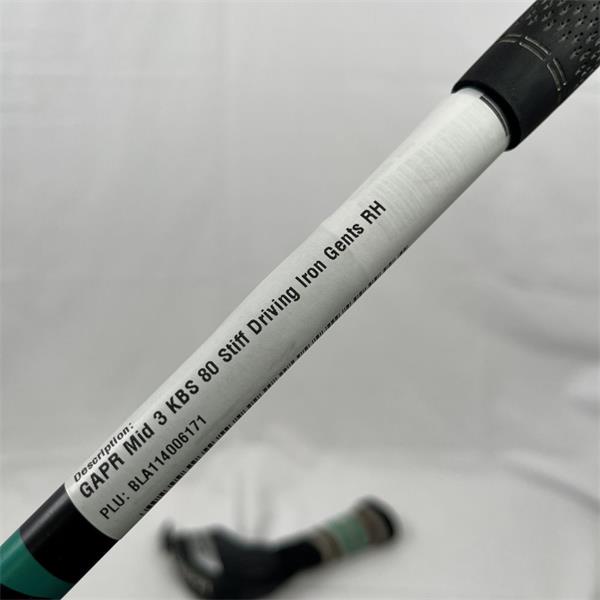 Description:
GAPR Mid 3 KBS 80 Stiff Driving Iron Gents RH
PLU: BLA114006171